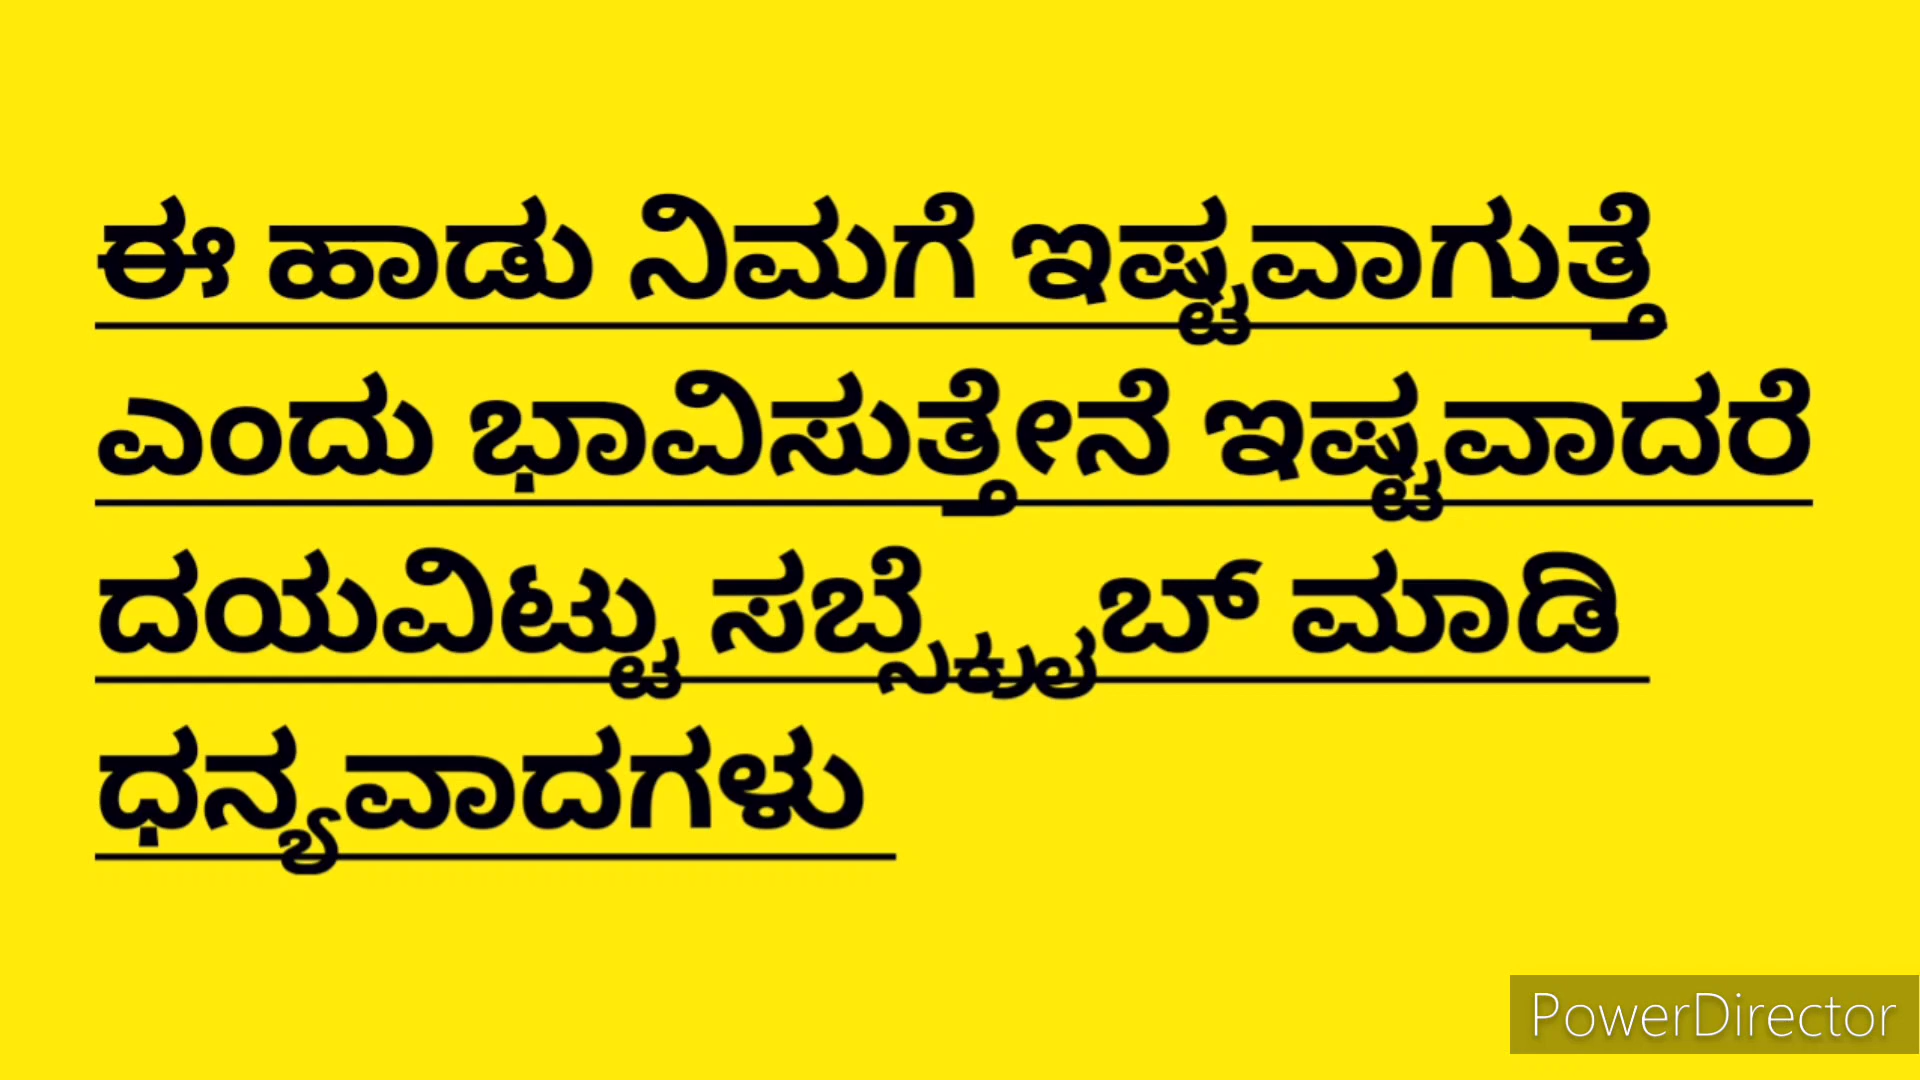 ಈ ಹಾಡು ನಿಮಗೆ ಇಷ್ಟವಾಗುತ್ತೆ
ಎಂದು ಭಾವಿಸುತ್ತೇನೆ ಇಷ್ಟವಾದರೆ
ದಯವಿಟ್ಟು ಸಬ್ಸ್ಕ್ರೈಬ್ ಮಾಡಿ
ಧನ್ಯವಾದಗಳು
PowerDirector